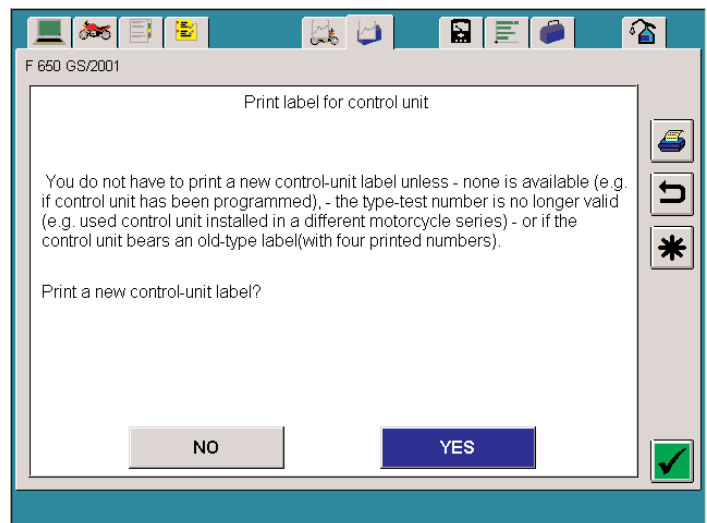 F 650 GS/2001
Print label for control unit
You do not have to print a new control-unit label unless - none is available (e.g.
if control unit has been programmed), - the type-test number is no longer valid
(e.g. used control unit installed in a different motorcycle series) - or if the
control unit bears an old-type label(with four printed numbers).
Print a new control-unit label?
NO
YES